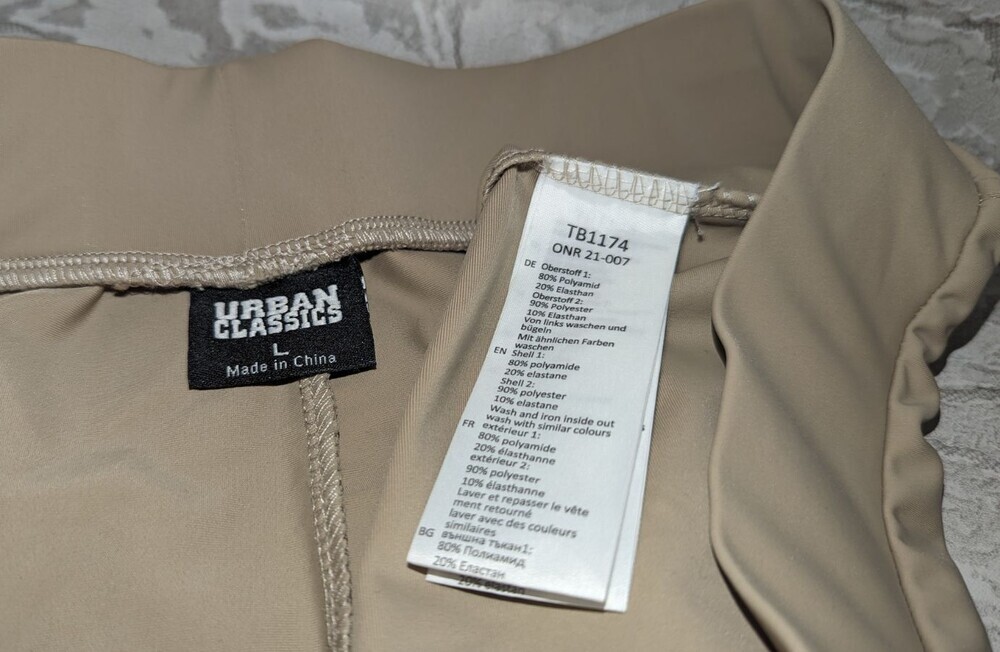 URBAN
CLASSICS
L
Made in China
TB1174
ONR 21-007
DE Oberstoff 1:
80% Polyamid
20% Elasthan
Oberstoff 2:
90% Polyester
10% Elasthan
Von links waschen und
bügeln
Mit ähnlichen Farben
waschen
EN Shell 1:
80% polyamide
20% elastane
Shell 2:
90% polyester
10% elastane
Wash and iron inside out
wash with similar colours
FR extérieur 1:
80% polyamide
20% élasthanne
extérieur 2:
90% polyester
10% élasthanne
Laver et repasser le vête
ment retourné
laver avec des couleurs
similaires
BG външна тъкан1:
80% Полиамид
20% Еластан
20% elastan